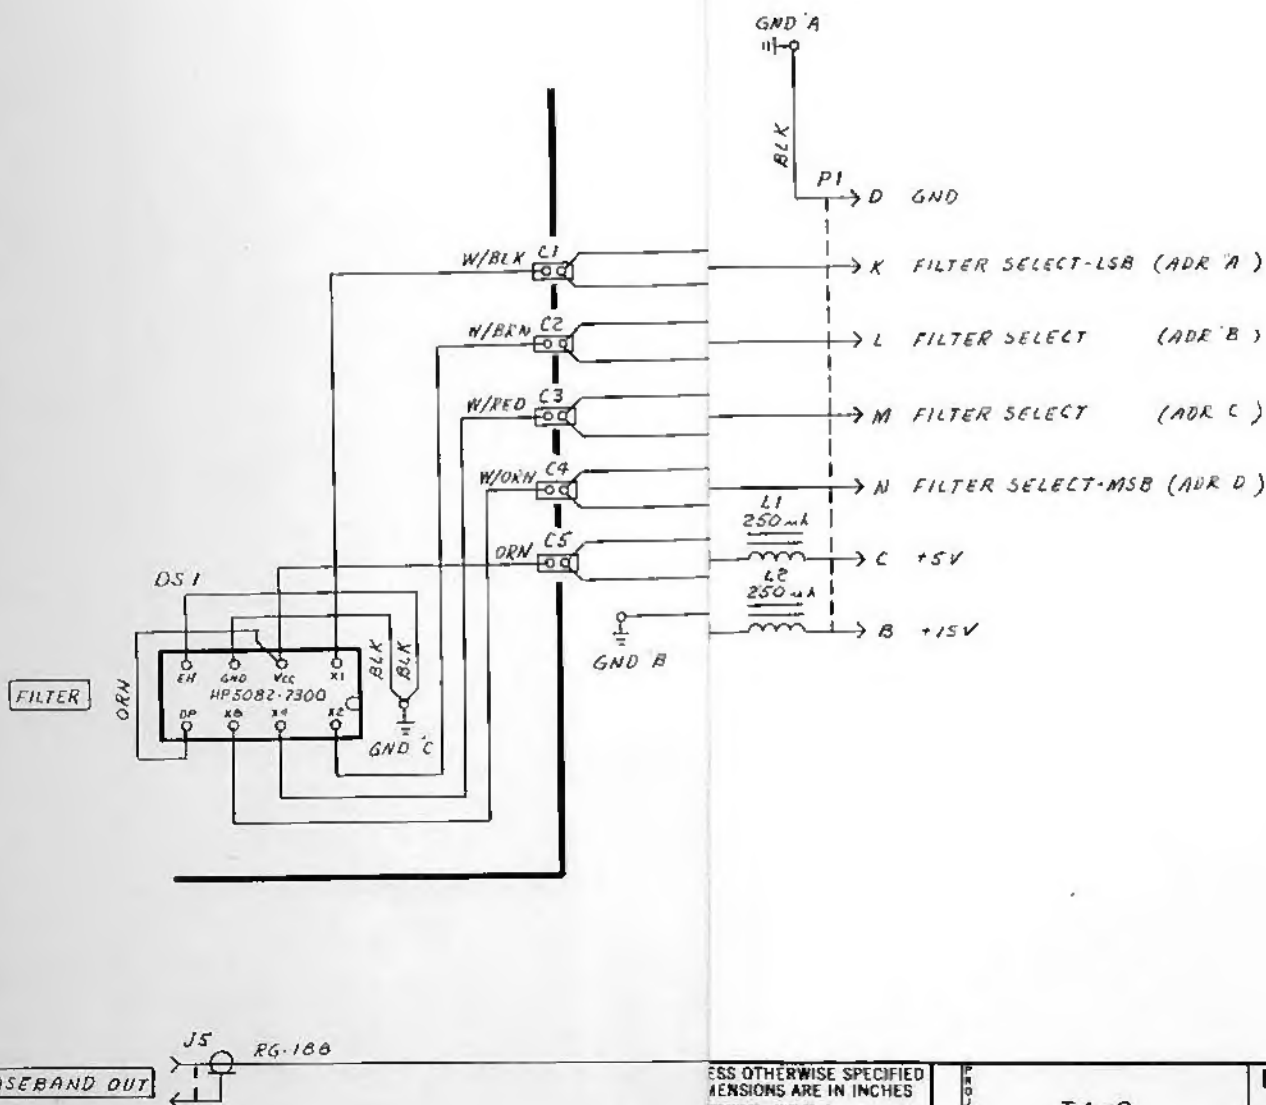 GND A
BLK
P1
D GND
W/BLK C1
K FILTER SELECT-LSB (ADR A)
W/BRN C2
L FILTER SELECT (ADR B)
W/RED C3
M FILTER SELECT (ADR C)
W/ORN C4
N FILTER SELECT-MSB (ADR D)
L1
250
ORN C5
C +5V
L2
250
B +15V
GND B
DS1
BLK
BLK
EH GND VCC X1
HP5082-7300
DP X8 X4 X2
FILTER
ORN
GND C
J5
RG-188
ASEBAND OUT
ESS OTHERWISE SPECIFIED
MENSIONS ARE IN INCHES